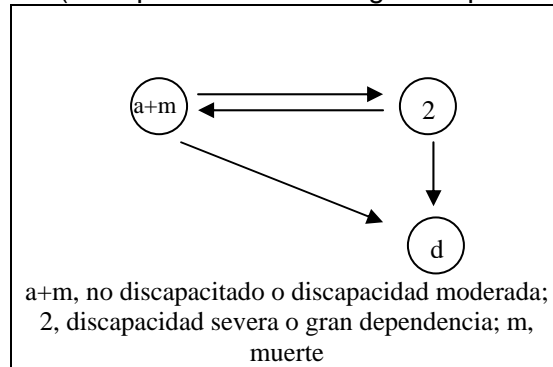 a+m
2
d
a+m, no discapacitado o discapacidad moderada;
2, discapacidad severa o gran dependencia; m,
muerte